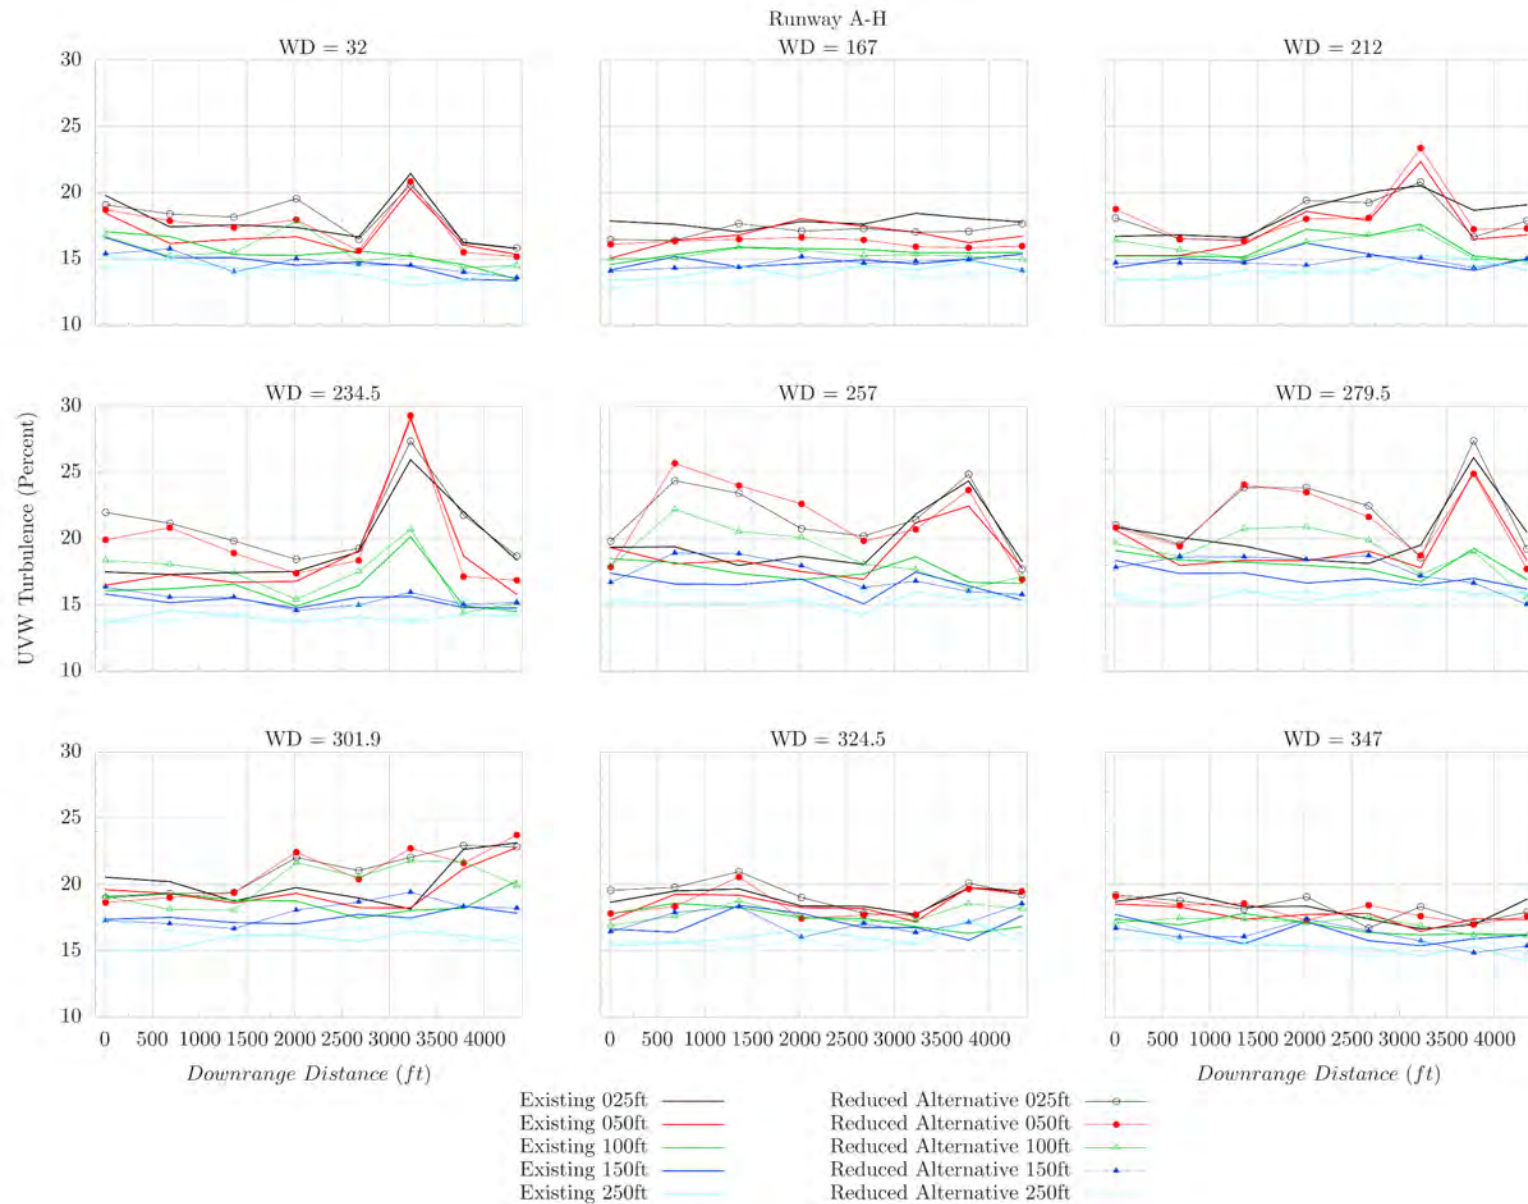 Runway A-H
WD = 32
WD = 167
WD = 212
30
25
20
15
10
WD = 234.5
WD = 257
WD = 279.5
30
25
20
15
10
UVW Turbulence (Percent)
WD = 301.9
WD = 324.5
WD = 347
30
25
20
15
10
0 500 1000 1500 2000 2500 3000 3500 4000
0 500 1000 1500 2000 2500 3000 3500 4000
0 500 1000 1500 2000 2500 3000 3500 4000
Downrange Distance (ft)
Downrange Distance (ft)
Existing 025ft
Existing 050ft
Existing 100ft
Existing 150ft
Existing 250ft
Reduced Alternative 025ft
Reduced Alternative 050ft
Reduced Alternative 100ft
Reduced Alternative 150ft
Reduced Alternative 250ft